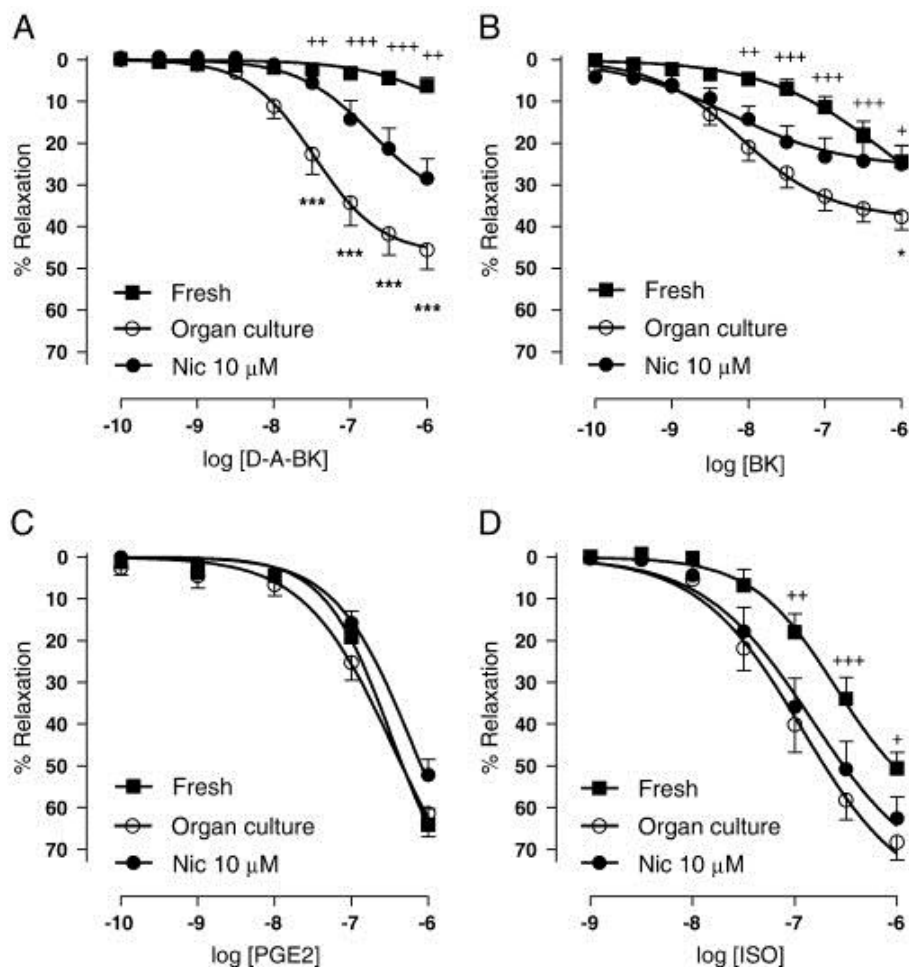 A
++ +++ +++ ++
0
10
20
30
40
50
60
70
% Relaxation
***
***
***
***
Fresh
Organ culture
Nic 10 μM
-10 -9 -8 -7 -6
log [D-A-BK]
B
++ +++ +++ +++ +
0
10
20
30
40
50
60
70
% Relaxation
*
Fresh
Organ culture
Nic 10 μM
-10 -9 -8 -7 -6
log [BK]
C
0
10
20
30
40
50
60
70
% Relaxation
Fresh
Organ culture
Nic 10 μM
-10 -9 -8 -7 -6
log [PGE2]
D
++
+++
+
0
10
20
30
40
50
60
70
% Relaxation
Fresh
Organ culture
Nic 10 μM
-9 -8 -7 -6
log [ISO]